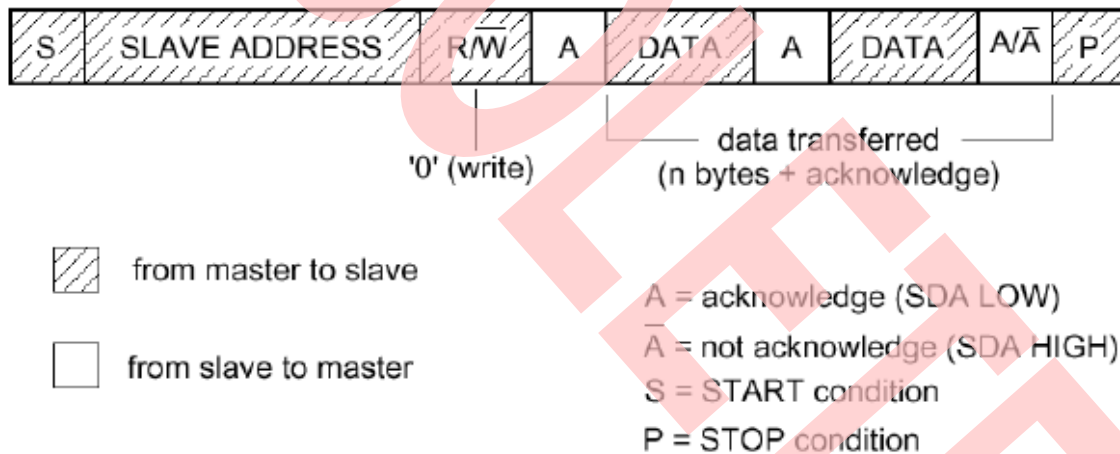 S SLAVE ADDRESS R/W̅ A DATA A DATA A/A̅ P
data transferred
'0' (write) (n bytes + acknowledge)
from master to slave
A = acknowledge (SDA LOW)
A̅ = not acknowledge (SDA HIGH)
from slave to master
S = START condition
P = STOP condition